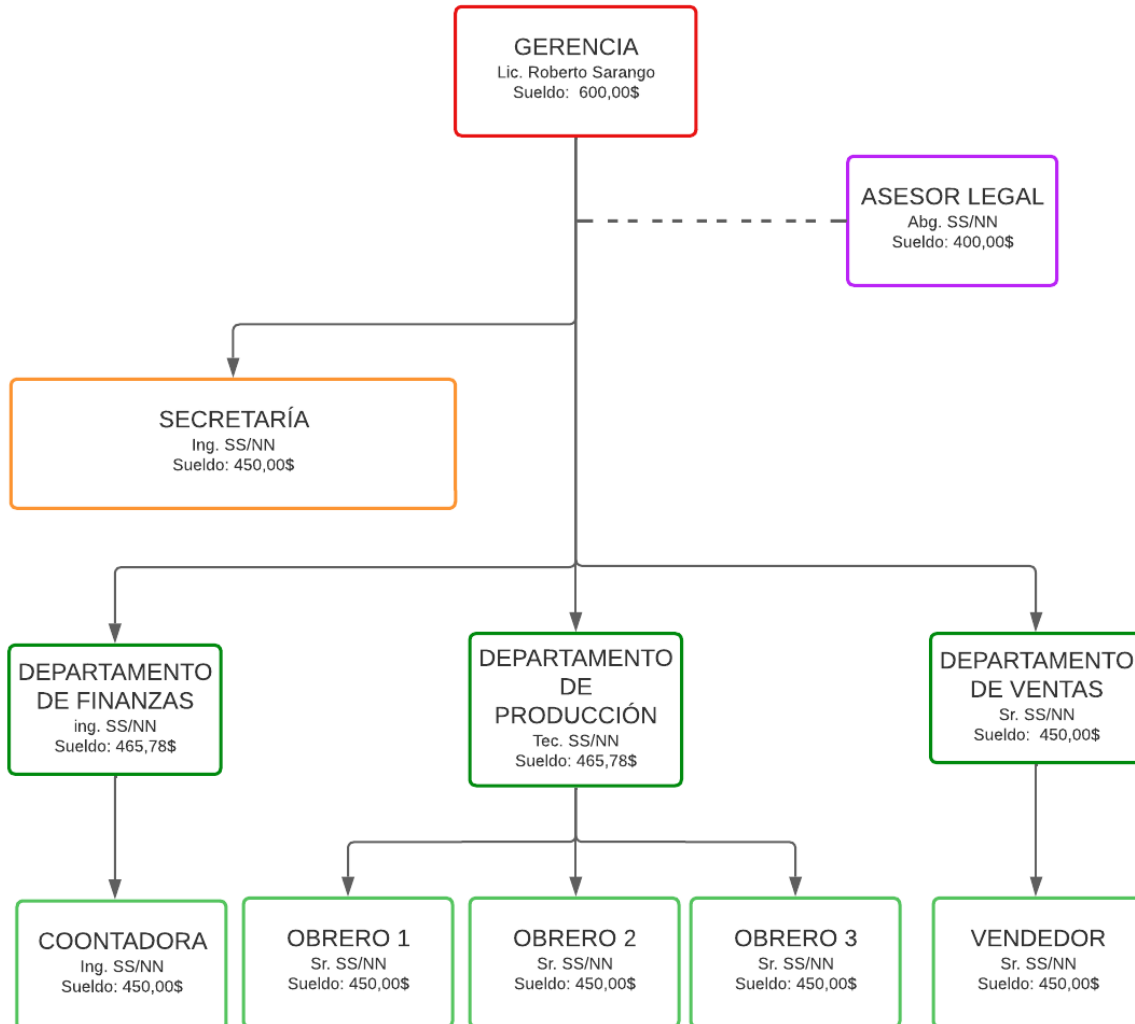 GERENCIA
Lic. Roberto Sarango
Sueldo:  600,00$
ASESOR LEGAL
Abg. SS/NN
Sueldo: 400,00$
SECRETARÍA
Ing. SS/NN
Sueldo: 450,00$
DEPARTAMENTO
DE FINANZAS
ing. SS/NN
Sueldo: 465,78$
DEPARTAMENTO
DE
PRODUCCIÓN
Tec. SS/NN
Sueldo: 465,78$
DEPARTAMENTO
DE VENTAS
Sr. SS/NN
Sueldo:  450,00$
COONTADORA
Ing. SS/NN
Sueldo: 450,00$
OBRERO 1
Sr. SS/NN
Sueldo: 450,00$
OBRERO 2
Sr. SS/NN
Sueldo: 450,00$
OBRERO 3
Sr. SS/NN
Sueldo: 450,00$
VENDEDOR
Sr. SS/NN
Sueldo: 450,00$